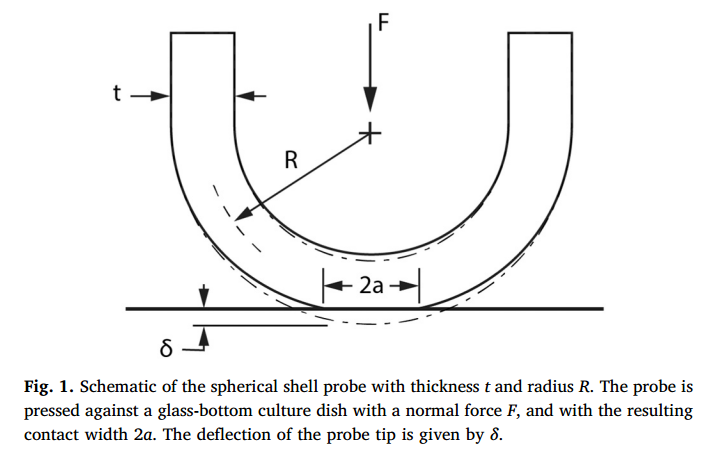 F
t
R
2a
δ
Fig. 1. Schematic of the spherical shell probe with thickness t and radius R. The probe is
pressed against a glass-bottom culture dish with a normal force F, and with the resulting
contact width 2a. The deflection of the probe tip is given by δ.